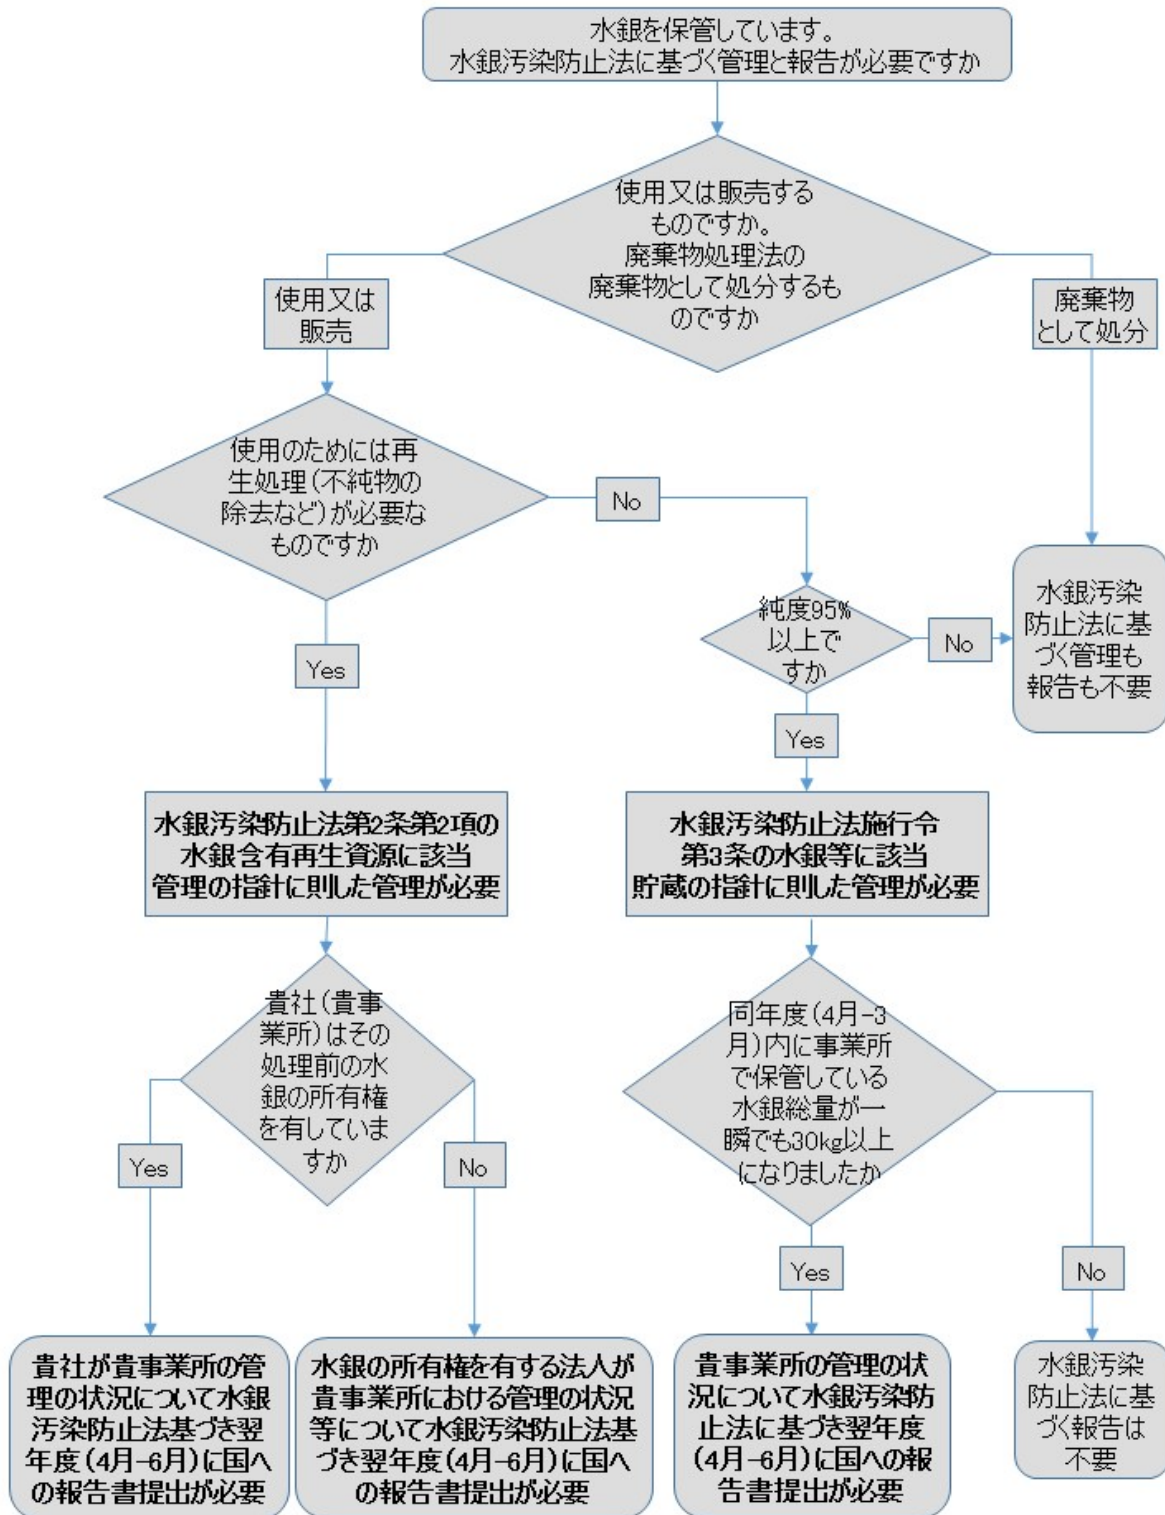 水銀を保管しています。
水銀汚染防止法に基づく管理と報告が必要ですか
使用又は販売する
ものですか。
廃棄物処理法の
廃棄物として処分するも
のですか
使用又は
販売
廃棄物
として処分
使用のためには再
生処理(不純物の
除去など)が必要な
ものですか
No
純度95%
以上で
すか
No
水銀汚染
防止法に基
づく管理も
報告も不要
Yes
Yes
水銀汚染防止法第2条第2項の
水銀含有再生資源に該当
管理の指針に則した管理が必要
水銀汚染防止法施行令
第3条の水銀等に該当
貯蔵の指針に則した管理が必要
貴社(貴事
業所)はその
処理前の水
銀の所有権
を有していま
すか
同年度(4月-3
月)内に事業所
で保管している
水銀総量が一
瞬でも30kg以上
になりましたか
Yes
No
Yes
No
貴社が貴事業所の管
理の状況について水銀
汚染防止法基づき翌
年度(4月-6月)に国へ
の報告書提出が必要
水銀の所有権を有する法人が
貴事業所における管理の状況
等について水銀汚染防止法基
づき翌年度(4月-6月)に国へ
の報告書提出が必要
貴事業所の管理の状
況について水銀汚染防
止法に基づき翌年度
(4月-6月)に国への報
告書提出が必要
水銀汚染
防止法に基
づく報告は
不要